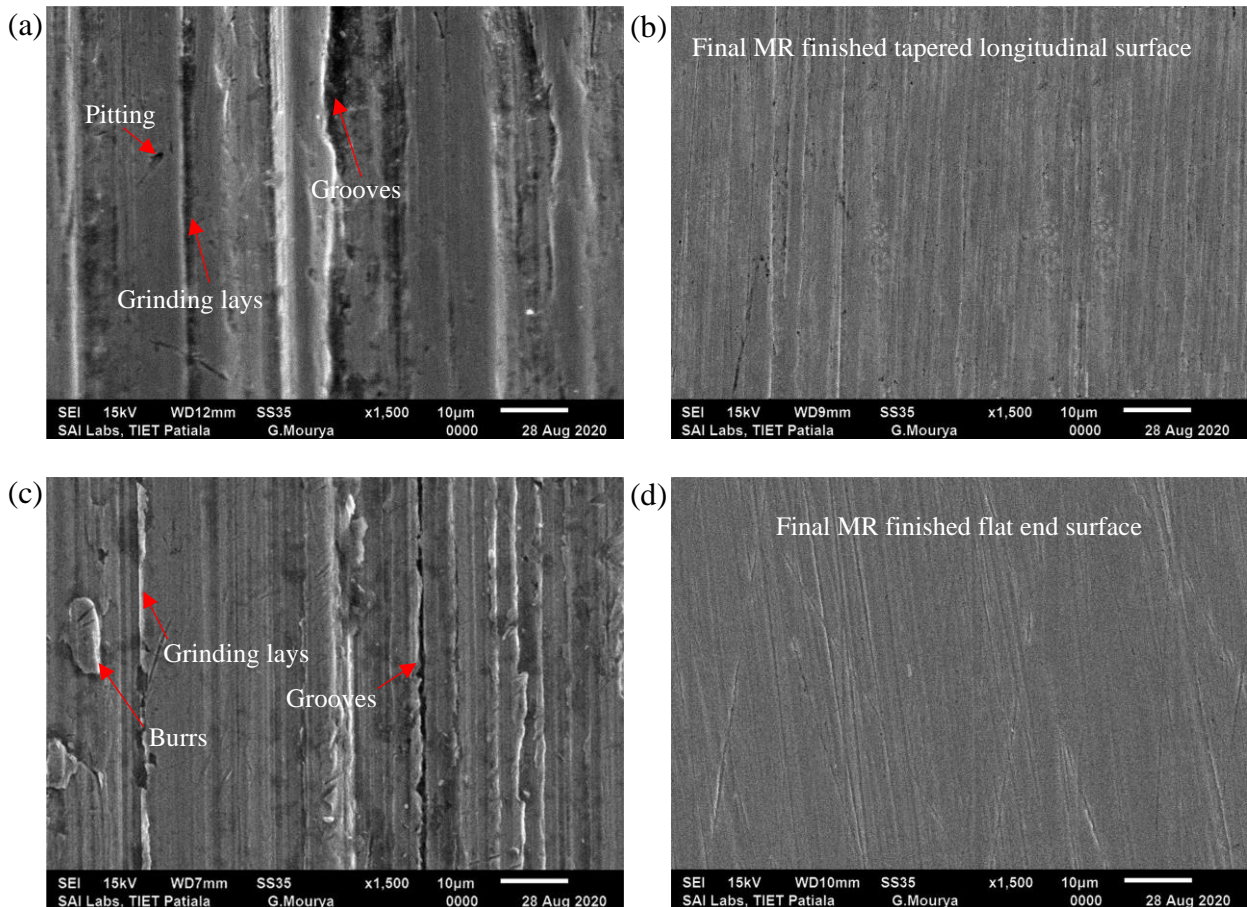 (a)
Pitting
Grooves
Grinding lays
SEI 15kV WD12mm SS35 x1,500 10µm
SAI Labs, TIET Patiala G.Mourya 0000 28 Aug 2020
(b)
Final MR finished tapered longitudinal surface
SEI 15kV WD9mm SS35 x1,500 10µm
SAI Labs, TIET Patiala G.Mourya 0000 28 Aug 2020
(c)
Grinding lays
Grooves
Burrs
SEI 15kV WD7mm SS35 x1,500 10µm
SAI Labs, TIET Patiala G.Mourya 0000 28 Aug 2020
(d)
Final MR finished flat end surface
SEI 15kV WD10mm SS35 x1,500 10µm
SAI Labs, TIET Patiala G.Mourya 0000 28 Aug 2020